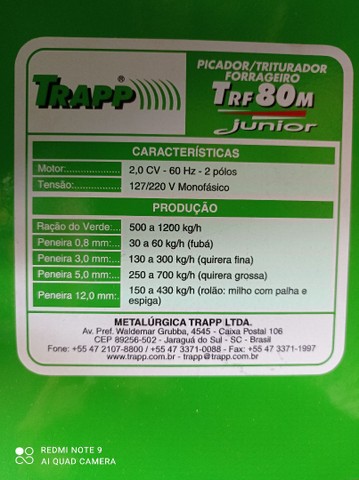 TRAPP®
PICADOR/TRITURADOR
FORRAGEIRO
TRF 80M
Junior
CARACTERÍSTICAS
Motor:.................. 2,0 CV - 60 Hz - 2 pólos
Tensão:................ 127/220 V Monofásico
PRODUÇÃO
Ração do Verde:... 500 a 1200 kg/h
Peneira 0,8 mm:... 30 a 60 kg/h (fubá)
Peneira 3,0 mm:... 130 a 300 kg/h (quirera fina)
Peneira 5,0 mm:... 250 a 700 kg/h (quirera grossa)
Peneira 12,0 mm:.. 150 a 430 kg/h (rolão: milho com palha e
espiga)
METALÚRGICA TRAPP LTDA.
Av. Pref. Waldemar Grubba, 4545 - Caixa Postal 106
CEP 89256-502 - Jaraguá do Sul - SC - Brasil
Fone: +55 47 2107-8800 / +55 47 3371-0088 - Fax: +55 47 3371-1997
www.trapp.com.br - trapp@trapp.com.br
REDMI NOTE 9
AI QUAD CAMERA